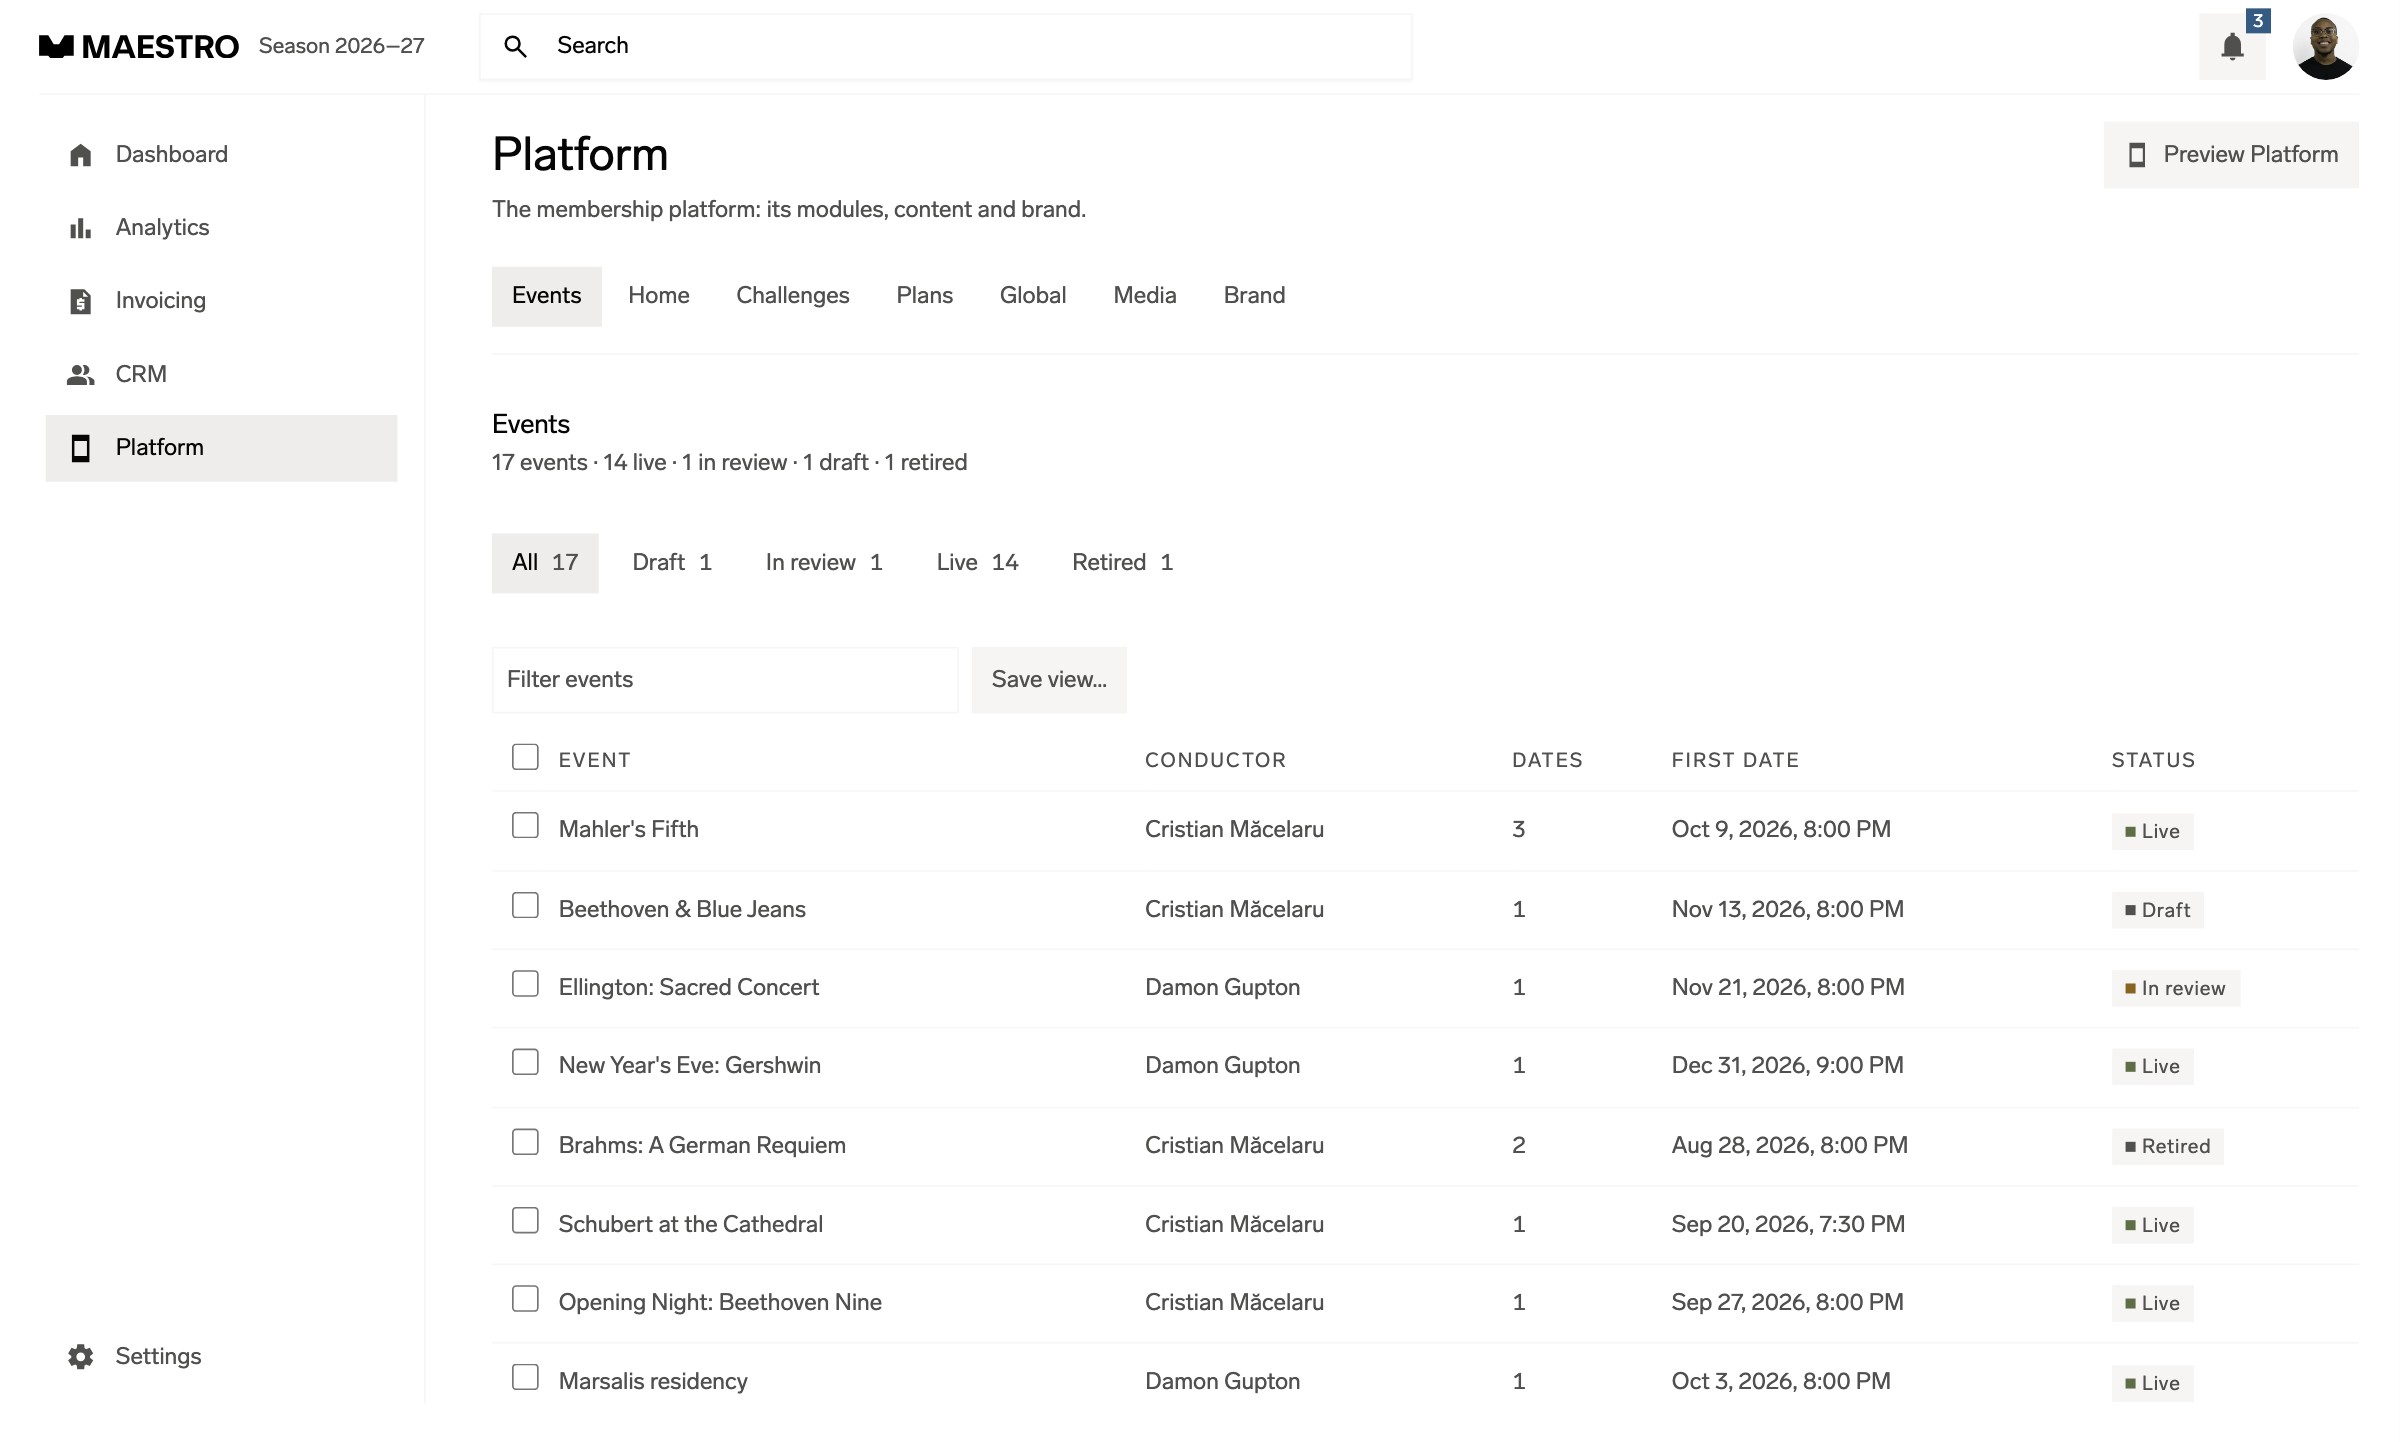 MAESTRO Season 2026–27
Search
3
Dashboard
Analytics
Invoicing
CRM
Platform
Settings
Platform
Preview Platform
The membership platform: its modules, content and brand.
Events Home Challenges Plans Global Media Brand
Events
17 events · 14 live · 1 in review · 1 draft · 1 retired
All 17 Draft 1 In review 1 Live 14 Retired 1
Filter events Save view...
EVENT CONDUCTOR DATES FIRST DATE STATUS
Mahler's Fifth Cristian Măcelaru 3 Oct 9, 2026, 8:00 PM Live
Beethoven & Blue Jeans Cristian Măcelaru 1 Nov 13, 2026, 8:00 PM Draft
Ellington: Sacred Concert Damon Gupton 1 Nov 21, 2026, 8:00 PM In review
New Year's Eve: Gershwin Damon Gupton 1 Dec 31, 2026, 9:00 PM Live
Brahms: A German Requiem Cristian Măcelaru 2 Aug 28, 2026, 8:00 PM Retired
Schubert at the Cathedral Cristian Măcelaru 1 Sep 20, 2026, 7:30 PM Live
Opening Night: Beethoven Nine Cristian Măcelaru 1 Sep 27, 2026, 8:00 PM Live
Marsalis residency Damon Gupton 1 Oct 3, 2026, 8:00 PM Live